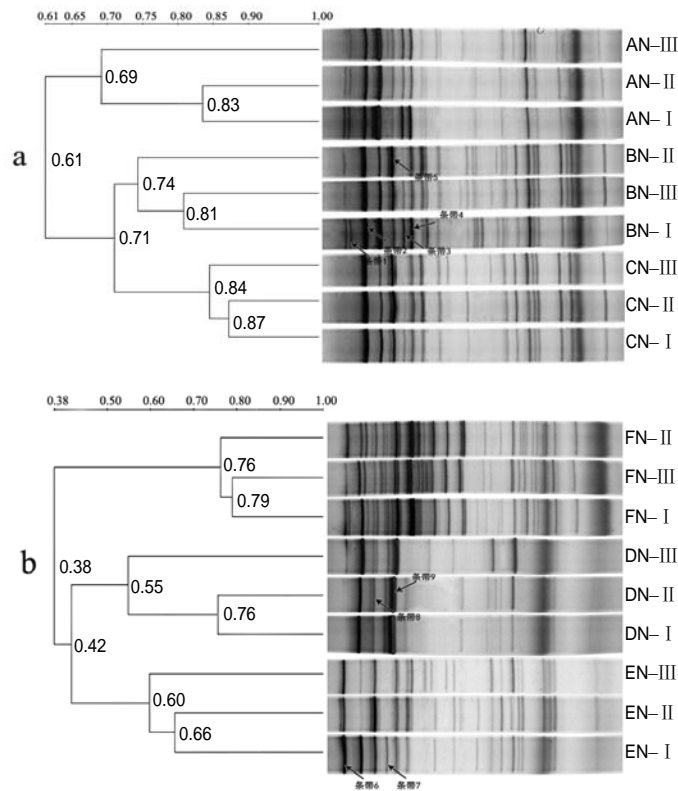 0.61 0.65 0.70 0.80 0.90 1.00
AN–III
0.69
AN–II
0.83
AN–I
a
0.61
BN–II
0.74
条带5
BN–III
0.81
条带4
BN–I
0.71
条带2 条带3
条带1
CN–III
0.84
CN–II
0.87
CN–I
0.38 0.50 0.60 0.70 0.80 0.90 1.00
FN–II
0.76
FN–III
0.79
FN–I
b
0.38
DN–III
0.55
条带9
DN–II
0.76
条带8
DN–I
0.42
EN–III
0.60
EN–II
0.66
EN–I
条带6 条带7